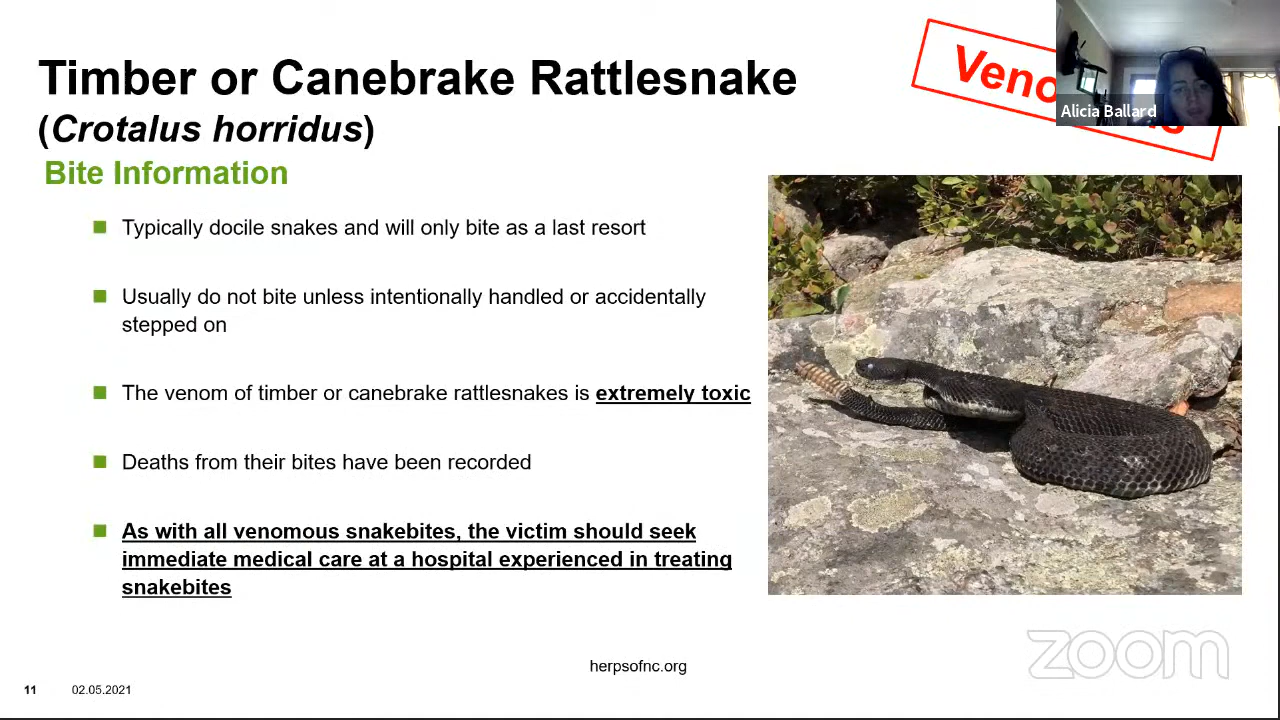 Timber or Canebrake Rattlesnake
(Crotalus horridus)
Bite Information
Typically docile snakes and will only bite as a last resort
Usually do not bite unless intentionally handled or accidentally
stepped on
The venom of timber or canebrake rattlesnakes is extremely toxic
Deaths from their bites have been recorded
As with all venomous snakebites, the victim should seek
immediate medical care at a hospital experienced in treating
snakebites
Alicia Ballard
zoom
herpsofnc.org
11 02.05.2021